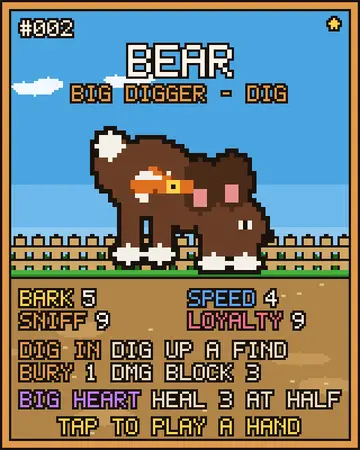 #002
BEAR
BIG DIGGER - DIG
BARK 5 SPEED 4
SNIFF 9 LOYALTY 9
DIG IN DIG UP A FIND
BURY 1 DMG BLOCK 3
BIG HEART HEAL 3 AT HALF
TAP TO PLAY A HAND